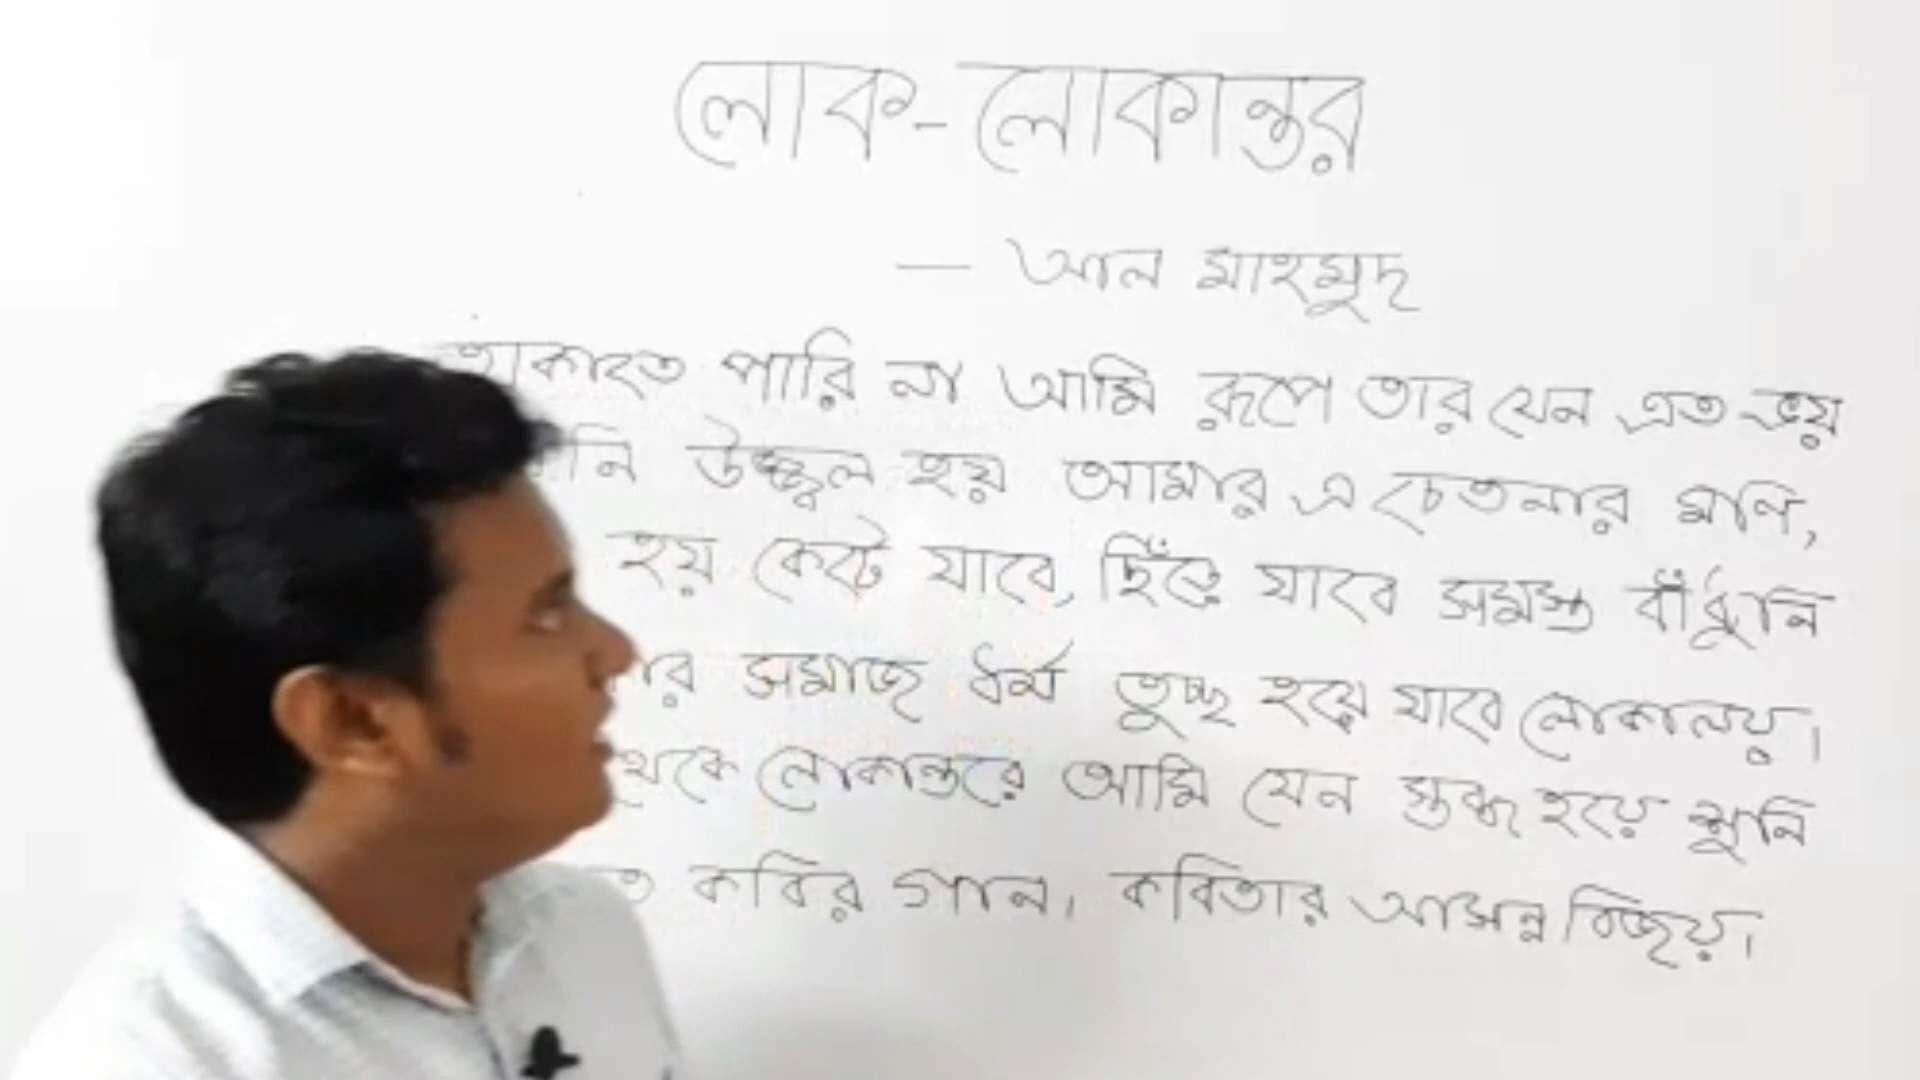 লোক-লোকান্তর
— আল মাহমুদ
তাকাতে পারি না আমি রূপে তার যেন এত ভয়
উজ্জ্বল হয় আমার এ চেতনার মনি,
হয় কেটে যাবে, ছিঁড়ে যাবে সমস্ত বাঁধুনি
সমাজ ধর্ম তুচ্ছ হয়ে যাবে লোকালয়।
থেকে লোকান্তরে আমি যেন স্তব্ধ হয়ে শুনি
কবির গান। কবিতার আসন্ন বিজয়।